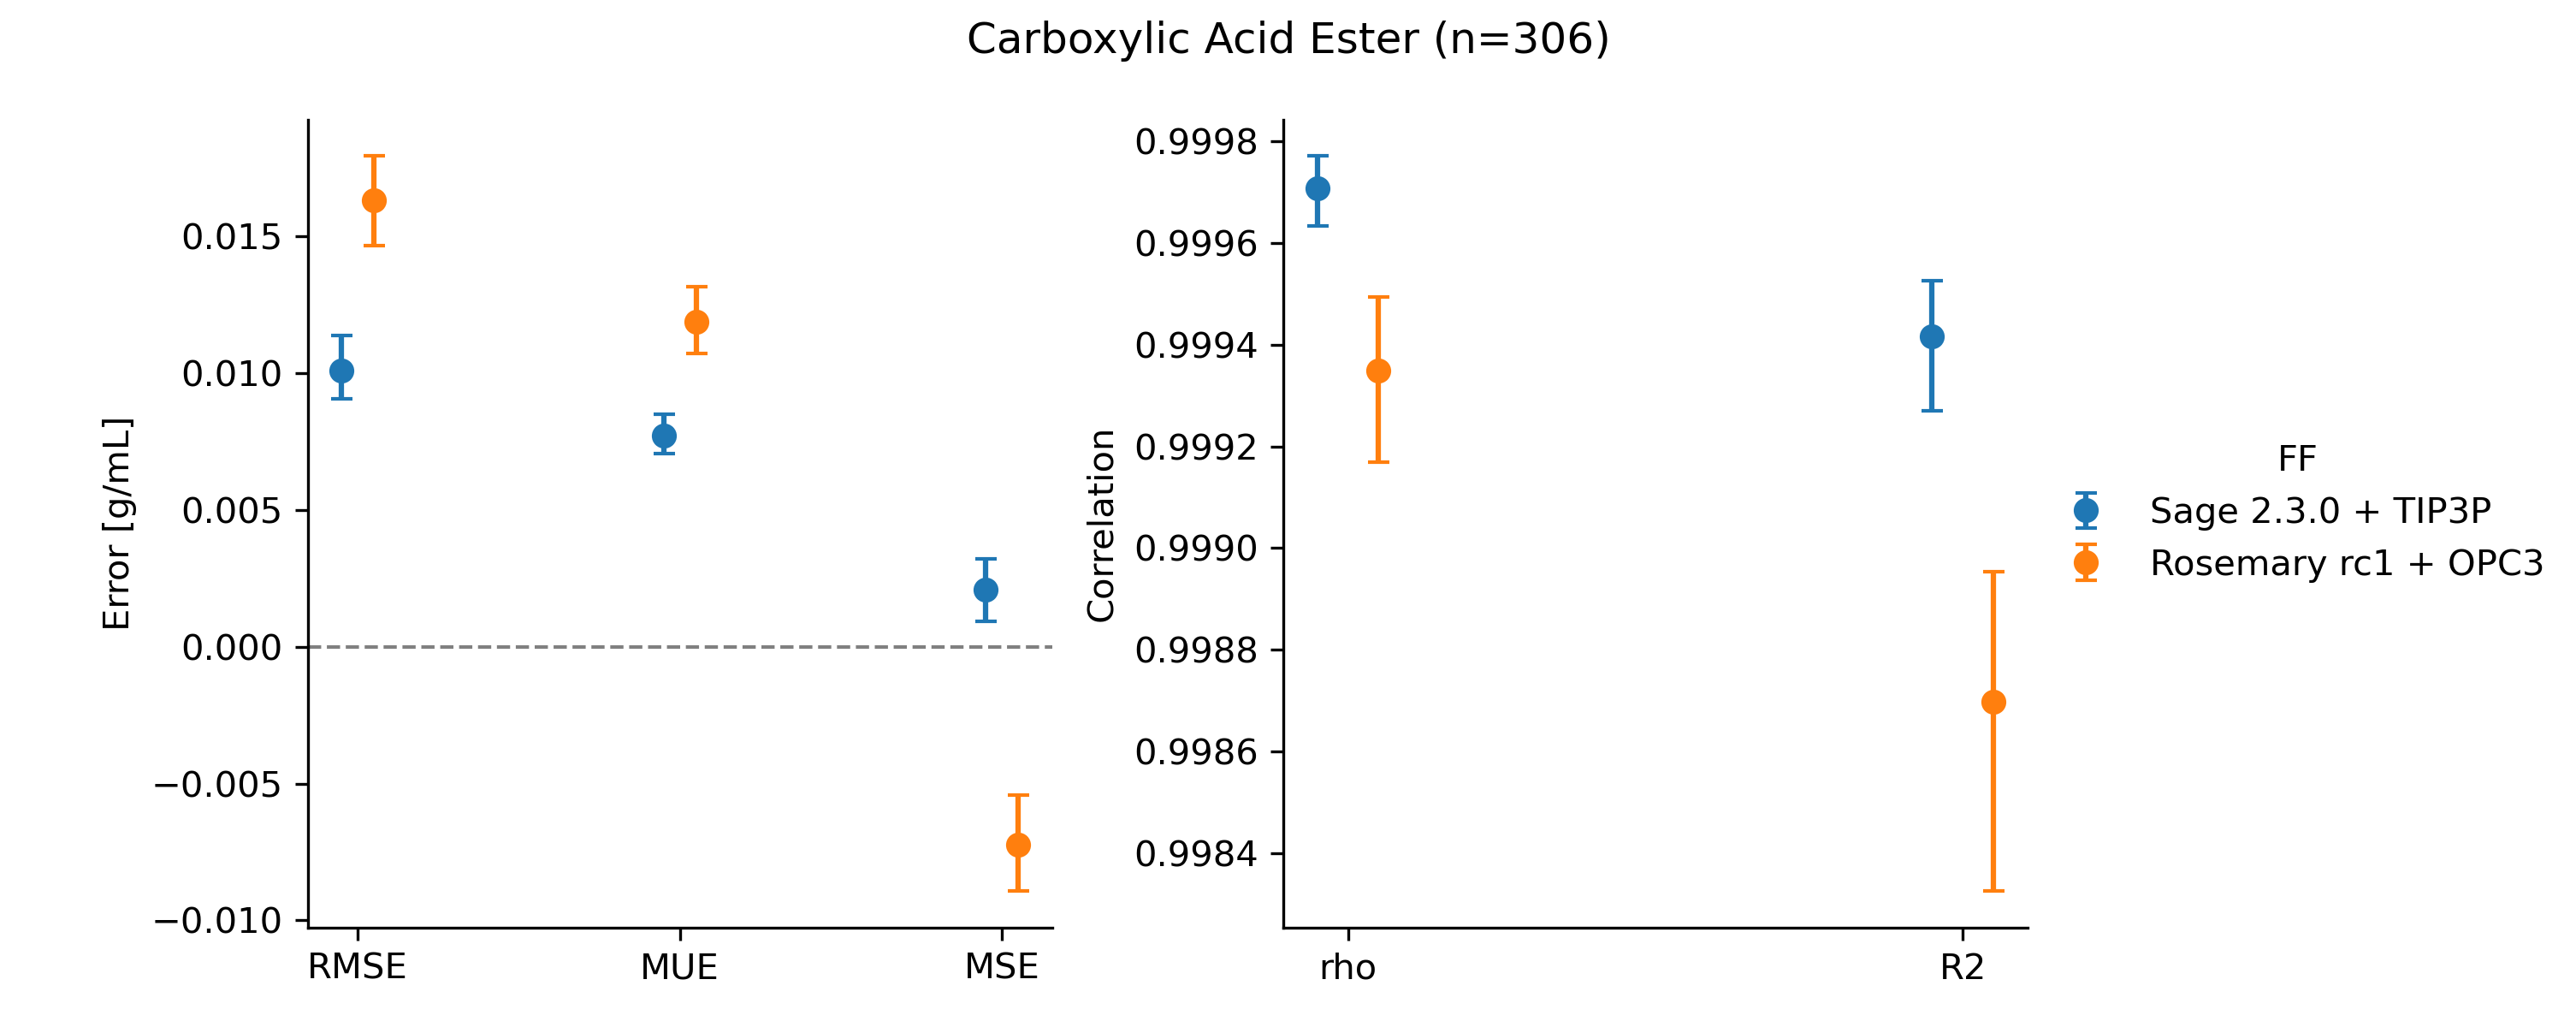 Carboxylic Acid Ester (n=306)
Error [g/mL]
0.015
0.010
0.005
0.000
−0.005
−0.010
RMSE
MUE
MSE
Correlation
0.9998
0.9996
0.9994
0.9992
0.9990
0.9988
0.9986
0.9984
rho
R2
FF
Sage 2.3.0 + TIP3P
Rosemary rc1 + OPC3